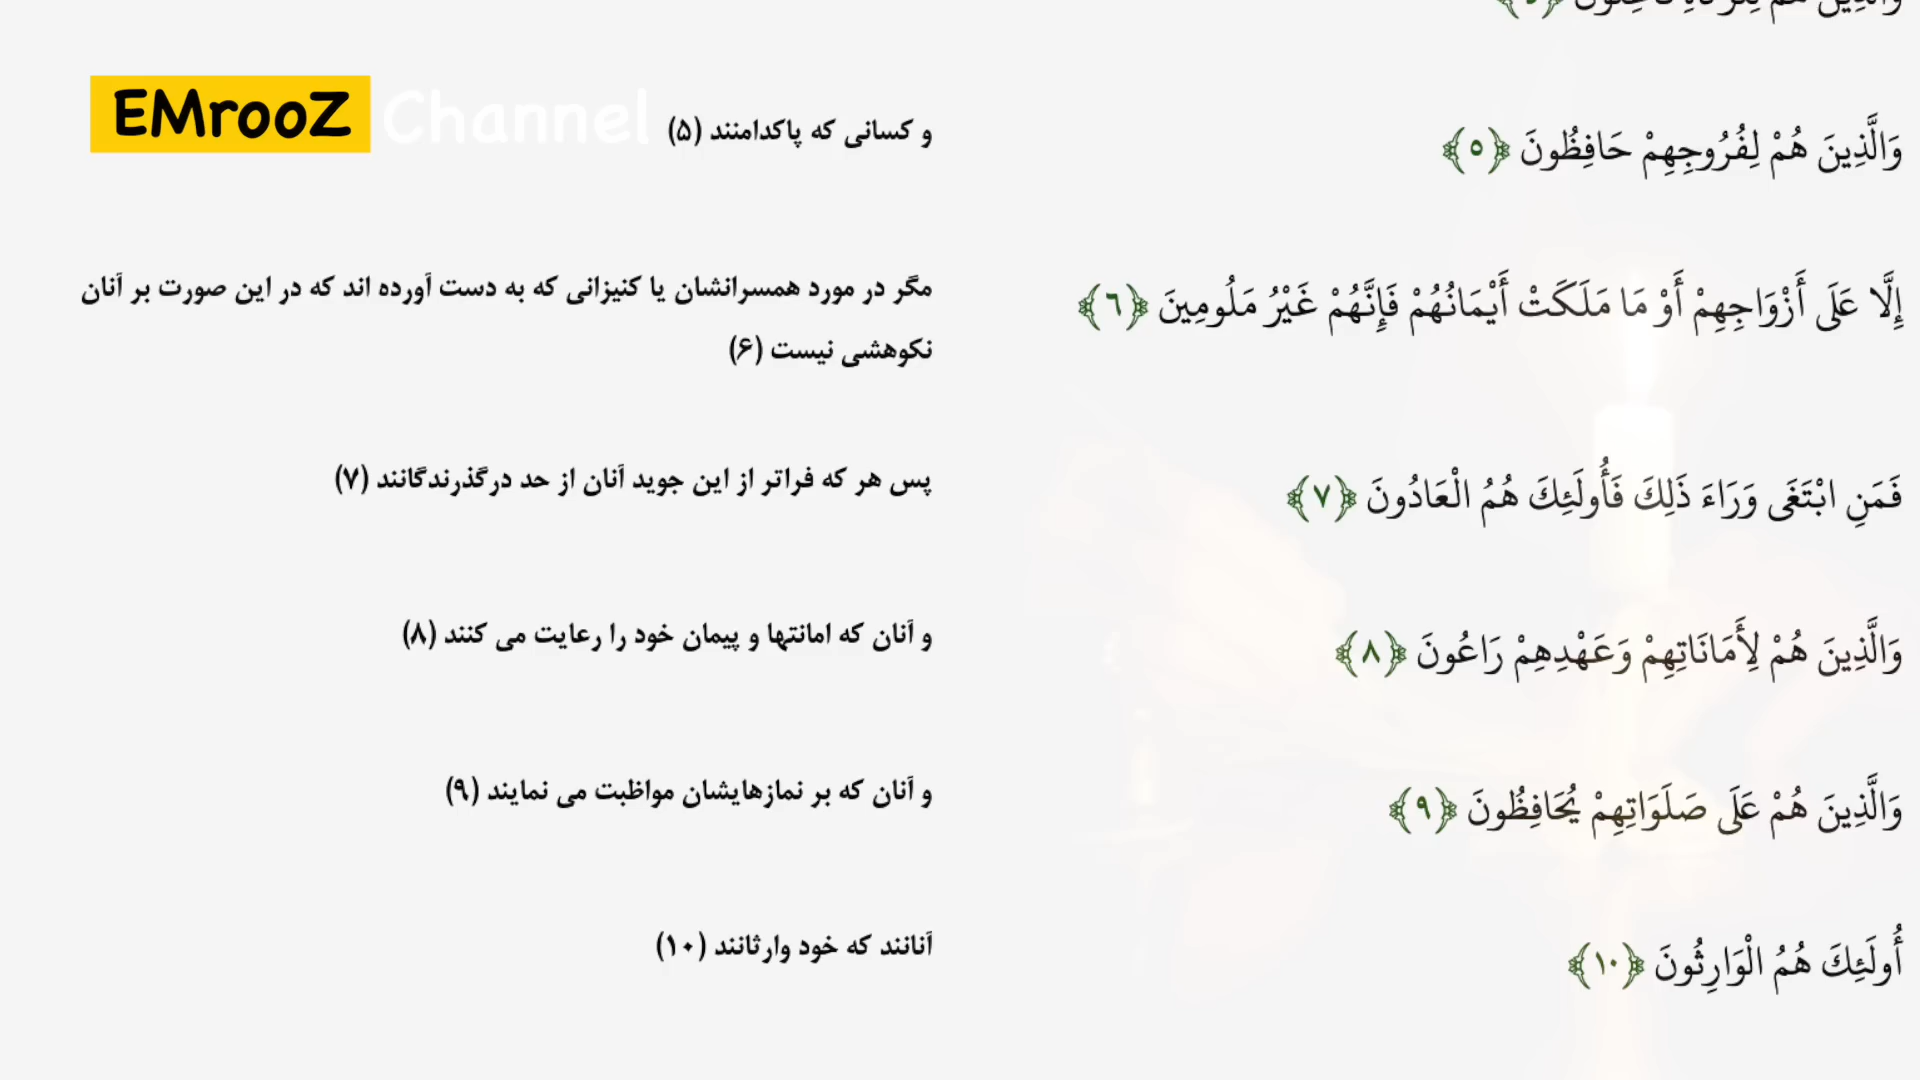 EMrooZ Channel
وَالَّذِينَ هُمْ لِفُرُوجِهِمْ حَافِظُونَ ﴿٥﴾
و کسانی که پاکدامنند (۵)
إِلَّا عَلَى أَزْوَاجِهِمْ أَوْ مَا مَلَكَتْ أَيْمَانُهُمْ فَإِنَّهُمْ غَيْرُ مَلُومِينَ ﴿٦﴾
مگر در مورد همسرانشان یا کنیزانی که به دست آورده اند که در این صورت بر آنان
نکوهشی نیست (۶)
فَمَنِ ابْتَغَى وَرَاءَ ذَلِكَ فَأُولَئِكَ هُمُ الْعَادُونَ ﴿٧﴾
پس هر که فراتر از این جوید آنان از حد درگذرندگانند (۷)
وَالَّذِينَ هُمْ لِأَمَانَاتِهِمْ وَعَهْدِهِمْ رَاعُونَ ﴿٨﴾
و آنان که امانتها و پیمان خود را رعایت می کنند (۸)
وَالَّذِينَ هُمْ عَلَى صَلَوَاتِهِمْ يُحَافِظُونَ ﴿٩﴾
و آنان که بر نمازهایشان مواظبت می نمایند (۹)
أُولَئِكَ هُمُ الْوَارِثُونَ ﴿١٠﴾
آنانند که خود وارثانند (۱۰)